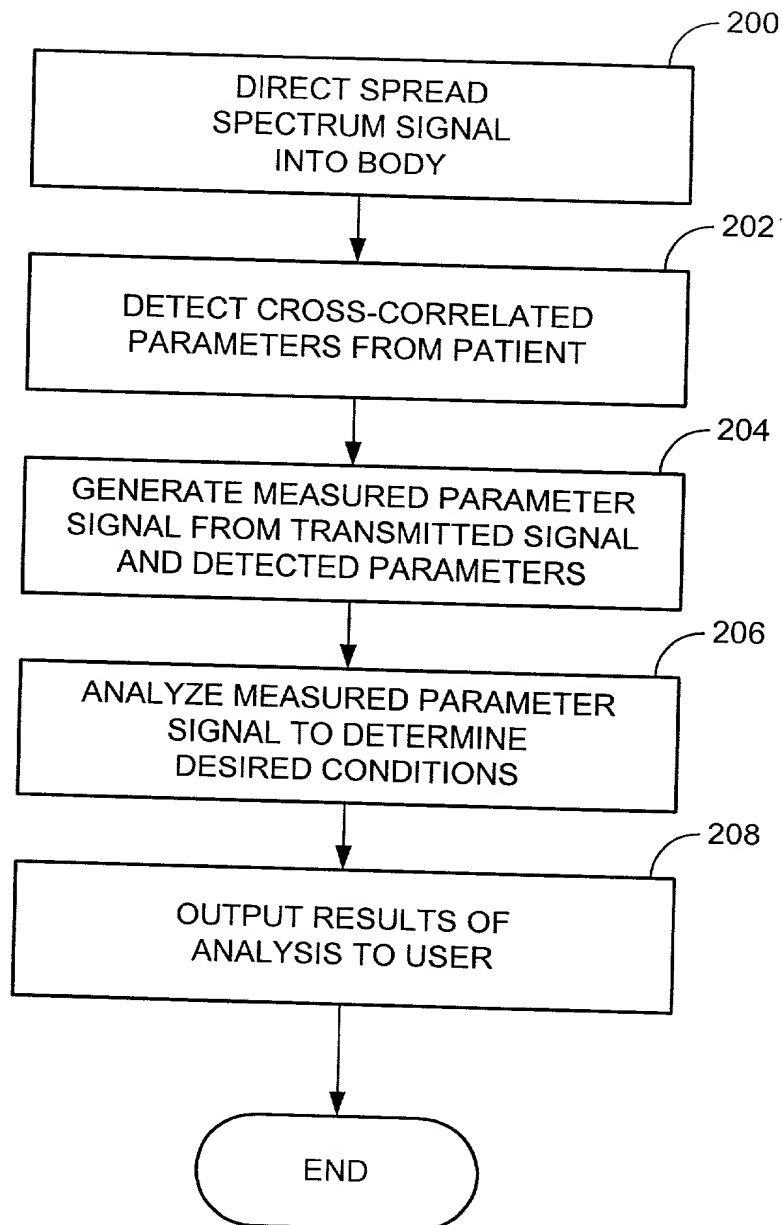 200
DIRECT SPREAD
SPECTRUM SIGNAL
INTO BODY
202
DETECT CROSS-CORRELATED
PARAMETERS FROM PATIENT
204
GENERATE MEASURED PARAMETER
SIGNAL FROM TRANSMITTED SIGNAL
AND DETECTED PARAMETERS
206
ANALYZE MEASURED PARAMETER
SIGNAL TO DETERMINE
DESIRED CONDITIONS
208
OUTPUT RESULTS OF
ANALYSIS TO USER
END